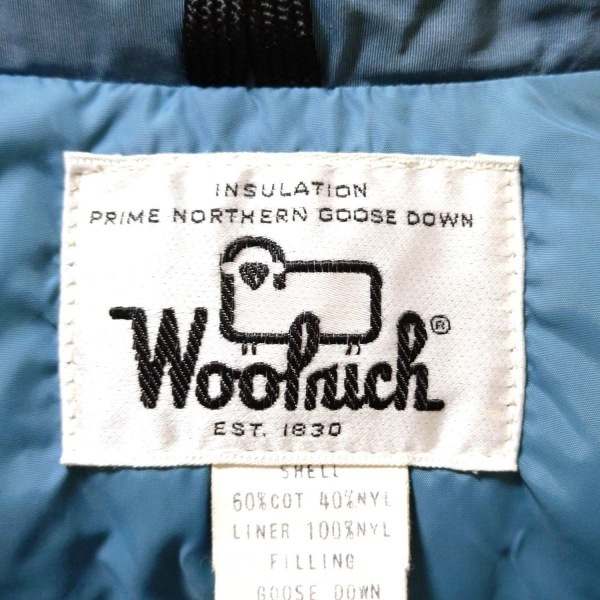 INSULATION
PRIME NORTHERN GOOSE DOWN
Woolrich®
EST. 1830
SHELL
60%COT 40%NYL
LINER 100%NYL
FILLING
GOOSE DOWN